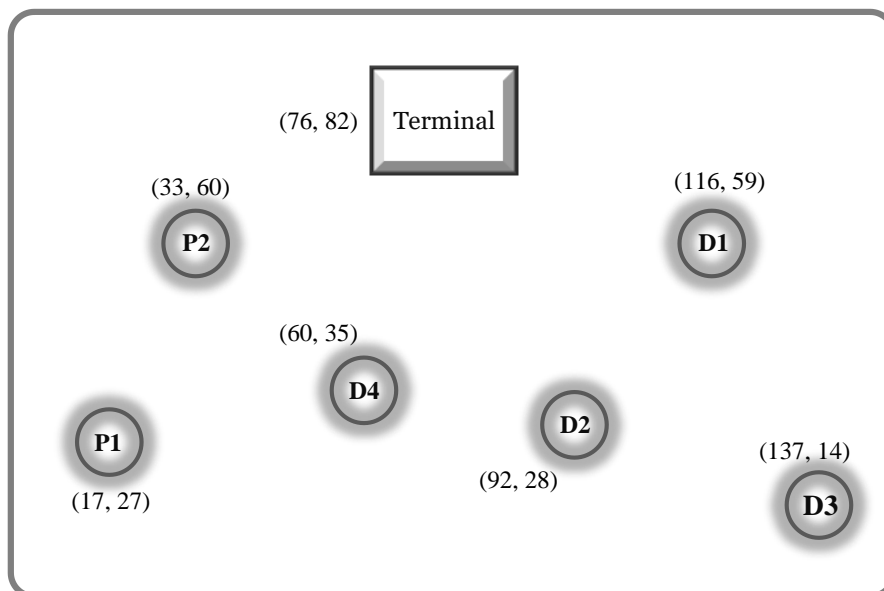 (76, 82) Terminal
(33, 60)
(116, 59)
P2
D1
(60, 35)
D4
D2
P1
(137, 14)
(92, 28)
(17, 27)
D3